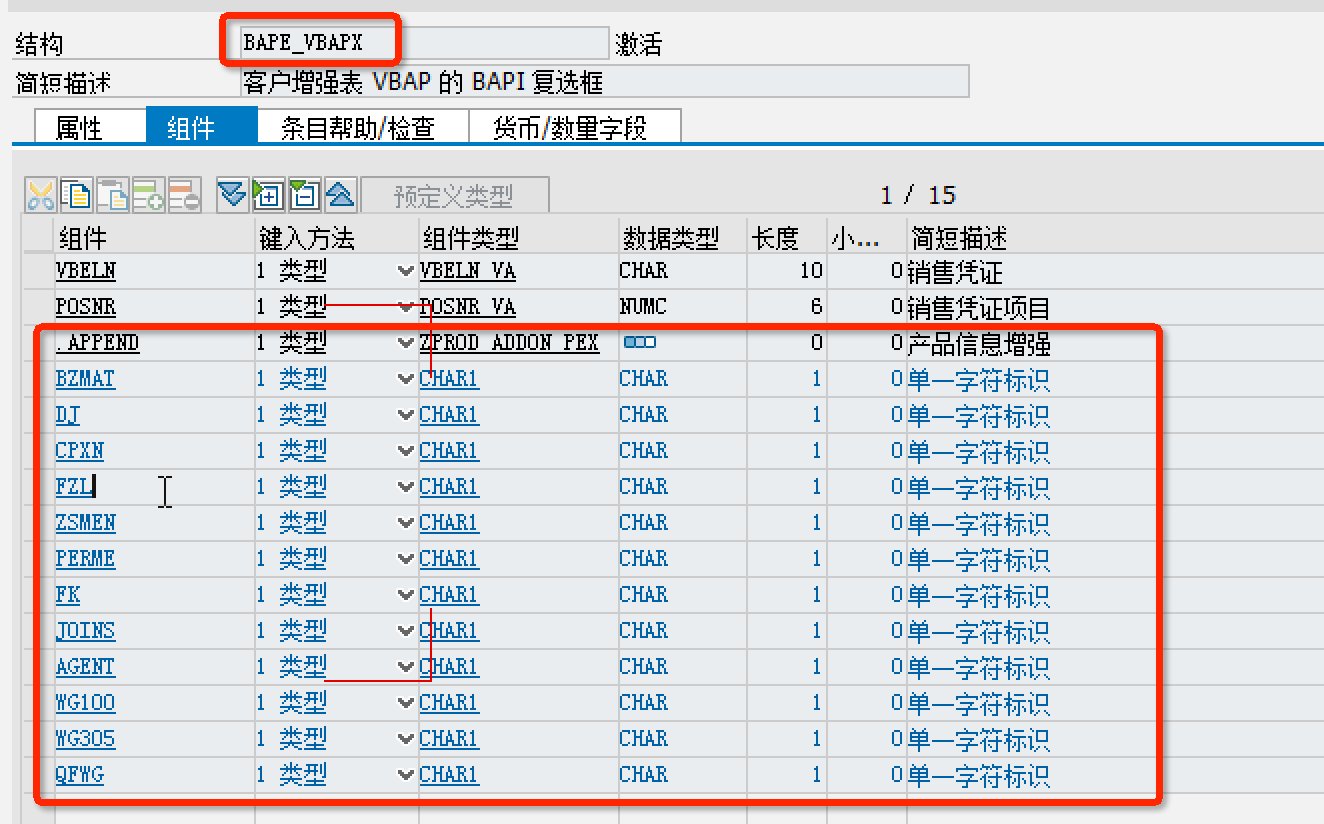 结构 BAPE_VBAPX 激活
简短描述 客户增强表 VBAP 的 BAPI 复选框
属性 组件 条目帮助/检查 货币/数量字段
预定义类型 1 / 15
组件 键入方法 组件类型 数据类型 长度 小... 简短描述
VBELN 1 类型 VBELN_VA CHAR 10 0 销售凭证
POSNR 1 类型 POSNR_VA NUMC 6 0 销售凭证项目
.APPEND 1 类型 ZPROD_ADDON_PEX 0 0 产品信息增强
BZMAT 1 类型 CHAR1 CHAR 1 0 单一字符标识
DJ 1 类型 CHAR1 CHAR 1 0 单一字符标识
CPXN 1 类型 CHAR1 CHAR 1 0 单一字符标识
FZL 1 类型 CHAR1 CHAR 1 0 单一字符标识
ZSMEN 1 类型 CHAR1 CHAR 1 0 单一字符标识
PERME 1 类型 CHAR1 CHAR 1 0 单一字符标识
FK 1 类型 CHAR1 CHAR 1 0 单一字符标识
JOINS 1 类型 CHAR1 CHAR 1 0 单一字符标识
AGENT 1 类型 CHAR1 CHAR 1 0 单一字符标识
WG100 1 类型 CHAR1 CHAR 1 0 单一字符标识
WG305 1 类型 CHAR1 CHAR 1 0 单一字符标识
QFWG 1 类型 CHAR1 CHAR 1 0 单一字符标识